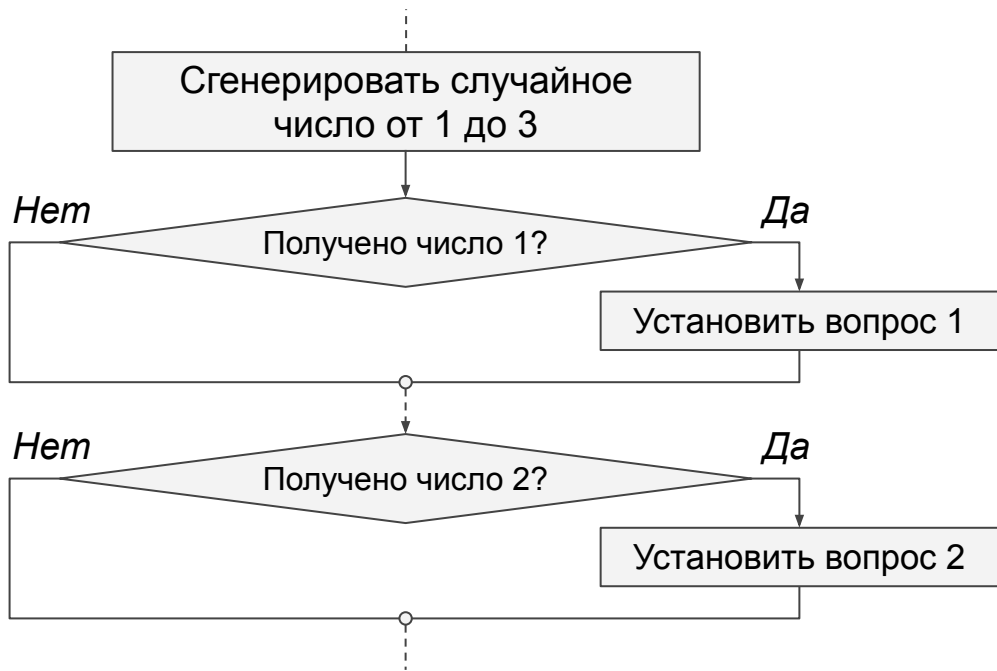 Сгенерировать случайное
число от 1 до 3
Нет
Да
Получено число 1?
Установить вопрос 1
Нет
Да
Получено число 2?
Установить вопрос 2